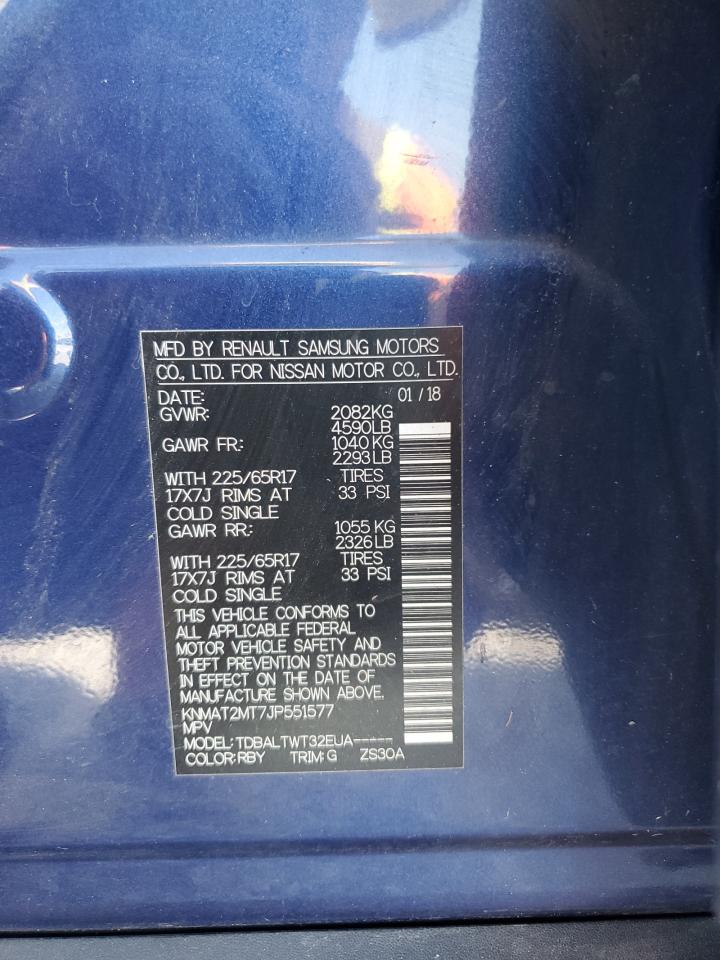 MFD BY RENAULT SAMSUNG MOTORS
CO., LTD. FOR NISSAN MOTOR CO., LTD.
DATE: 01 / 18
GVWR: 2082KG
4590LB
GAWR FR: 1040 KG
2293 LB
WITH 225/65R17 TIRES
17X7J RIMS AT 33 PSI
COLD SINGLE
GAWR RR: 1055 KG
2326 LB
WITH 225/65R17 TIRES
17X7J RIMS AT 33 PSI
COLD SINGLE
THIS VEHICLE CONFORMS TO
ALL APPLICABLE FEDERAL
MOTOR VEHICLE SAFETY AND
THEFT PREVENTION STANDARDS
IN EFFECT ON THE DATE OF
MANUFACTURE SHOWN ABOVE.
KNMAT2MT7JP551577
MPV
MODEL: TDBALTWT32EUA-----
COLOR: RBY TRIM: G ZS30A